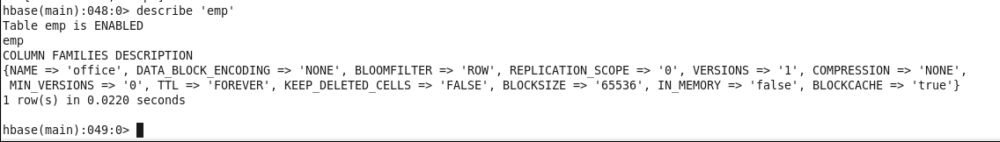 hbase(main):048:0> describe 'emp'
Table emp is ENABLED
emp
COLUMN FAMILIES DESCRIPTION
{NAME => 'office', DATA_BLOCK_ENCODING => 'NONE', BLOOMFILTER => 'ROW', REPLICATION_SCOPE => '0', VERSIONS => '1', COMPRESSION => 'NONE',
 MIN_VERSIONS => '0', TTL => 'FOREVER', KEEP_DELETED_CELLS => 'FALSE', BLOCKSIZE => '65536', IN_MEMORY => 'false', BLOCKCACHE => 'true'}
1 row(s) in 0.0220 seconds
hbase(main):049:0>